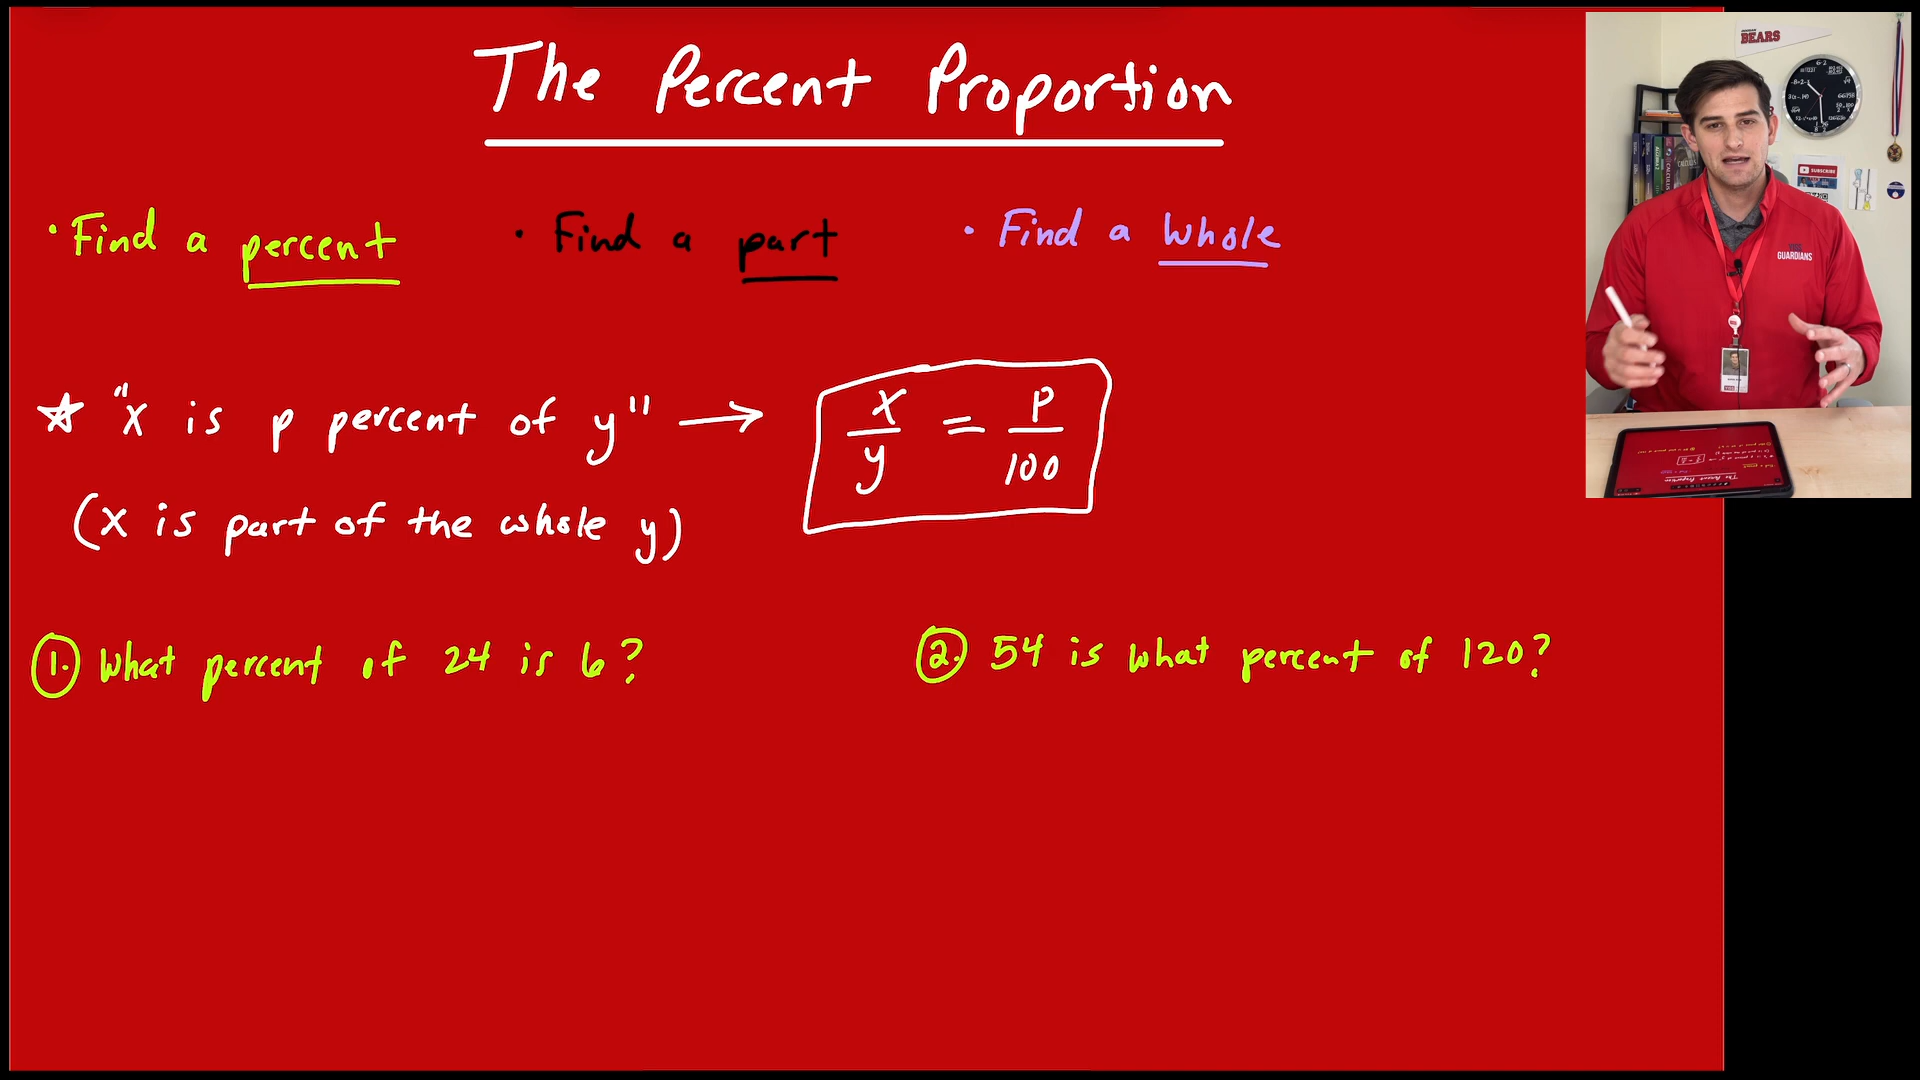 The Percent Proportion
· Find a percent
· Find a part
· Find a whole
☆ "x is p percent of y" → x/y = p/100
(x is part of the whole y)
1. What percent of 24 is 6?
2. 54 is what percent of 120?
BEARS
SUBSCRIBE
GUARDIANS